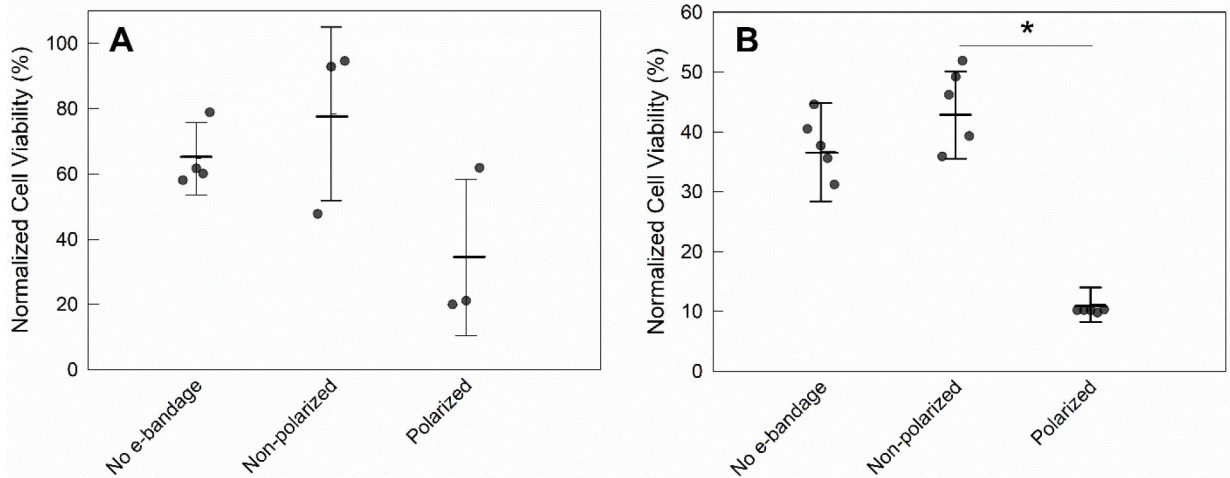 A
Normalized Cell Viability (%)
100
80
60
40
20
0
No e-bandage
Non-polarized
Polarized
B
*
Normalized Cell Viability (%)
60
50
40
30
20
10
0
No e-bandage
Non-polarized
Polarized